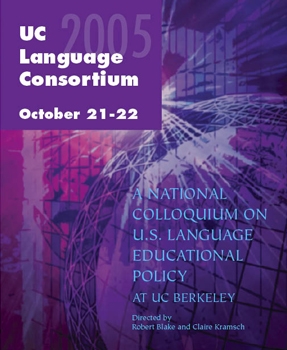 2005
UC
Language
Consortium
October 21-22
A NATIONAL
COLLOQUIUM ON
U.S. LANGUAGE
EDUCATIONAL
POLICY
AT UC BERKELEY
Directed by
Robert Blake and Claire Kramsch